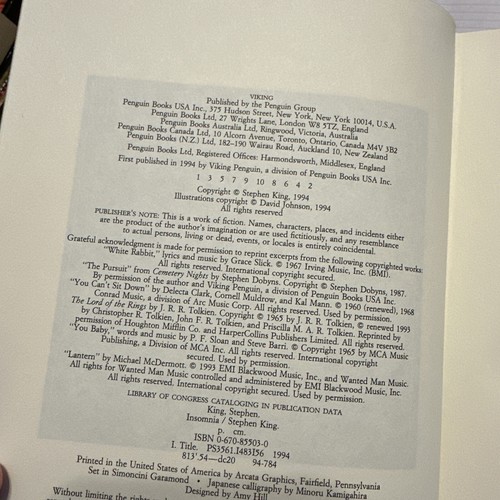 VIKING
Published by the Penguin Group
Penguin Books USA Inc., 375 Hudson Street, New York, New York 10014, U.S.A.
Penguin Books Ltd, 27 Wrights Lane, London W8 5TZ, England
Penguin Books Australia Ltd, Ringwood, Victoria, Australia
Penguin Books Canada Ltd, 10 Alcorn Avenue, Toronto, Ontario, Canada M4V 3B2
Penguin Books (N.Z.) Ltd, 182–190 Wairau Road, Auckland 10, New Zealand
Penguin Books Ltd, Registered Offices: Harmondsworth, Middlesex, England
First published in 1994 by Viking Penguin, a division of Penguin Books USA Inc.
1 3 5 7 9 10 8 6 4 2
Copyright © Stephen King, 1994
Illustrations copyright © David Johnson, 1994
All rights reserved
PUBLISHER'S NOTE: This is a work of fiction. Names, characters, places, and incidents either
are the product of the author's imagination or are used fictitiously, and any resemblance
to actual persons, living or dead, events, or locales is entirely coincidental.
Grateful acknowledgment is made for permission to reprint excerpts from the following copyrighted works:
"White Rabbit," lyrics and music by Grace Slick. © 1967 Irving Music, Inc. (BMI).
All rights reserved. International copyright secured.
"The Pursuit" from Cemetery Nights by Stephen Dobyns. Copyright © Stephen Dobyns, 1987.
By permission of the author and Viking Penguin, a division of Penguin Books USA Inc.
"You Can't Sit Down" by Delecta Clark, Cornell Muldrow, and Kal Mann. © 1960 (renewed), 1968
Conrad Music, a division of Arc Music Corp. All rights reserved. Used by permission.
The Lord of the Rings by J. R. R. Tolkien. Copyright © 1965 by J. R. R. Tolkien, © renewed 1993
by Christopher R. Tolkien, John F. R. Tolkien, and Priscilla M. A. R. Tolkien. Reprinted by
permission of Houghton Mifflin Co. and HarperCollins Publishers Limited. All rights reserved.
"You Baby," words and music by P. F. Sloan and Steve Barri. © Copyright 1965 by MCA Music
Publishing, a Division of MCA Inc. All rights reserved. International copyright
secured. Used by permission.
"Lantern" by Michael McDermott. © 1993 EMI Blackwood Music, Inc., and Wanted Man Music.
All rights for Wanted Man Music controlled and administered by EMI Blackwood Music, Inc.
All rights reserved. International copyright secured. Used by permission.
LIBRARY OF CONGRESS CATALOGING IN PUBLICATION DATA
King, Stephen.
Insomnia / Stephen King.
p. cm.
ISBN 0-670-85503-0
I. Title. PS3561.I483I56 1994
813'.54—dc20 94-784
Printed in the United States of America by Arcata Graphics, Fairfield, Pennsylvania
Set in Simoncini Garamond • Japanese calligraphy by Minoru Kamigahira
Designed by Amy Hill
Without limiting the rights